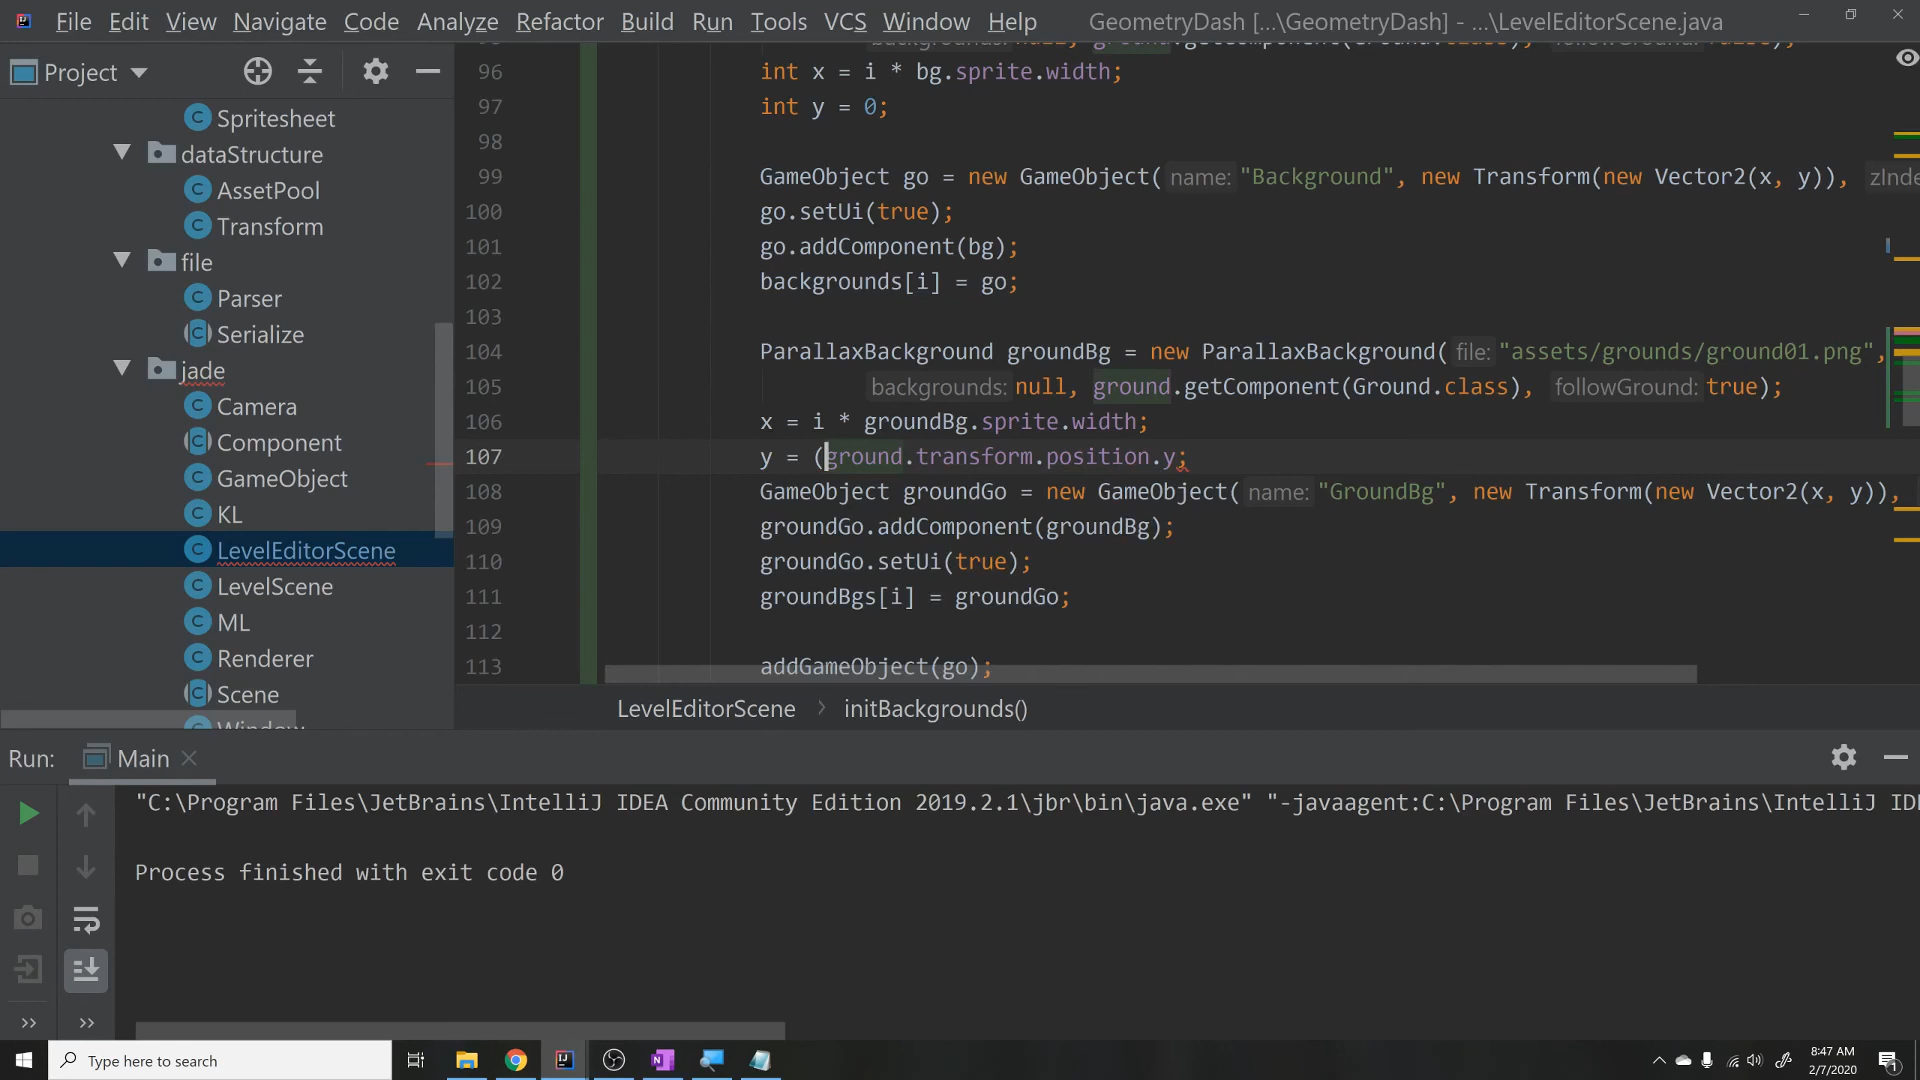 File Edit View Navigate Code Analyze Refactor Build Run Tools VCS Window Help GeometryDash [...\GeometryDash] - ...\LevelEditorScene.java
Project
Spritesheet
dataStructure
AssetPool
Transform
file
Parser
Serialize
jade
Camera
Component
GameObject
KL
LevelEditorScene
LevelScene
ML
Renderer
Scene
Window
96 int x = i * bg.sprite.width;
97 int y = 0;
98
99 GameObject go = new GameObject( name: "Background", new Transform(new Vector2(x, y)), zInde
100 go.setUi(true);
101 go.addComponent(bg);
102 backgrounds[i] = go;
103
104 ParallaxBackground groundBg = new ParallaxBackground( file: "assets/grounds/ground01.png",
105 backgrounds: null, ground.getComponent(Ground.class), followGround: true);
106 x = i * groundBg.sprite.width;
107 y = (ground.transform.position.y;
108 GameObject groundGo = new GameObject( name: "GroundBg", new Transform(new Vector2(x, y)),
109 groundGo.addComponent(groundBg);
110 groundGo.setUi(true);
111 groundBgs[i] = groundGo;
112
113 addGameObject(go);
LevelEditorScene › initBackgrounds()
Run: Main
"C:\Program Files\JetBrains\IntelliJ IDEA Community Edition 2019.2.1\jbr\bin\java.exe" "-javaagent:C:\Program Files\JetBrains\IntelliJ ID
Process finished with exit code 0
Type here to search
8:47 AM
2/7/2020
1